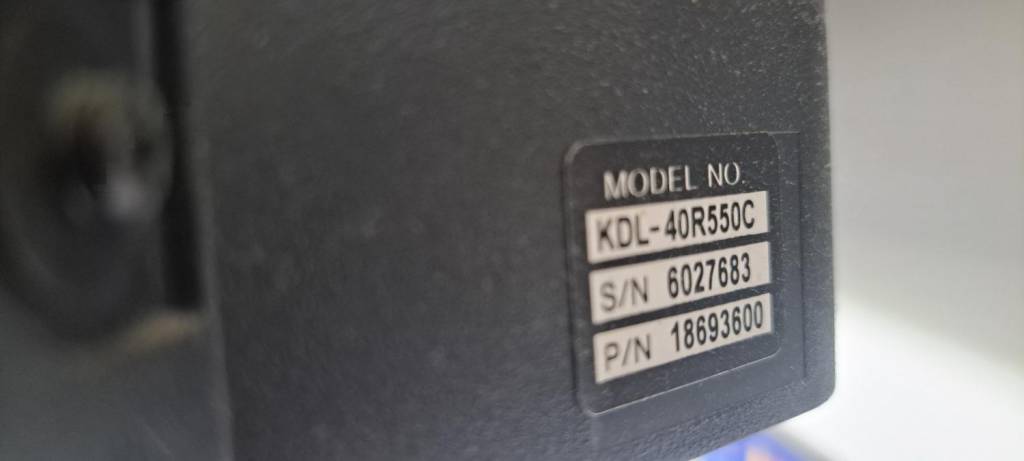 MODEL NO.
KDL-40R550C
S/N 6027683
P/N 18693600